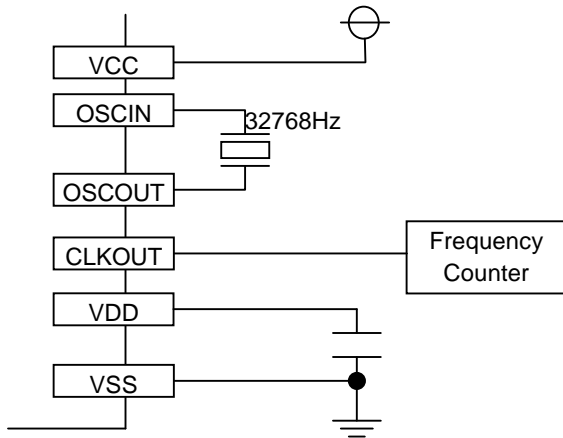 VCC
OSCIN
32768Hz
OSCOUT
CLKOUT
Frequency
Counter
VDD
VSS